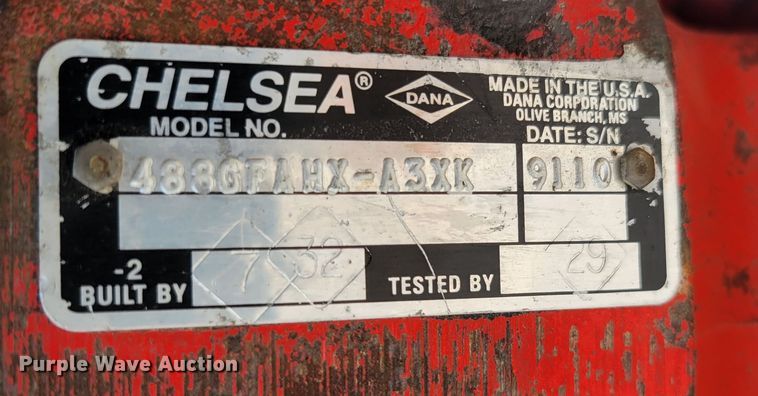 CHELSEA®
DANA
MADE IN THE U.S.A.
DANA CORPORATION
OLIVE BRANCH, MS
MODEL NO.
DATE: S/N
488GFAHX-A3XK
9110
-2
BUILT BY
7 32
TESTED BY
29
Purple Wave Auction